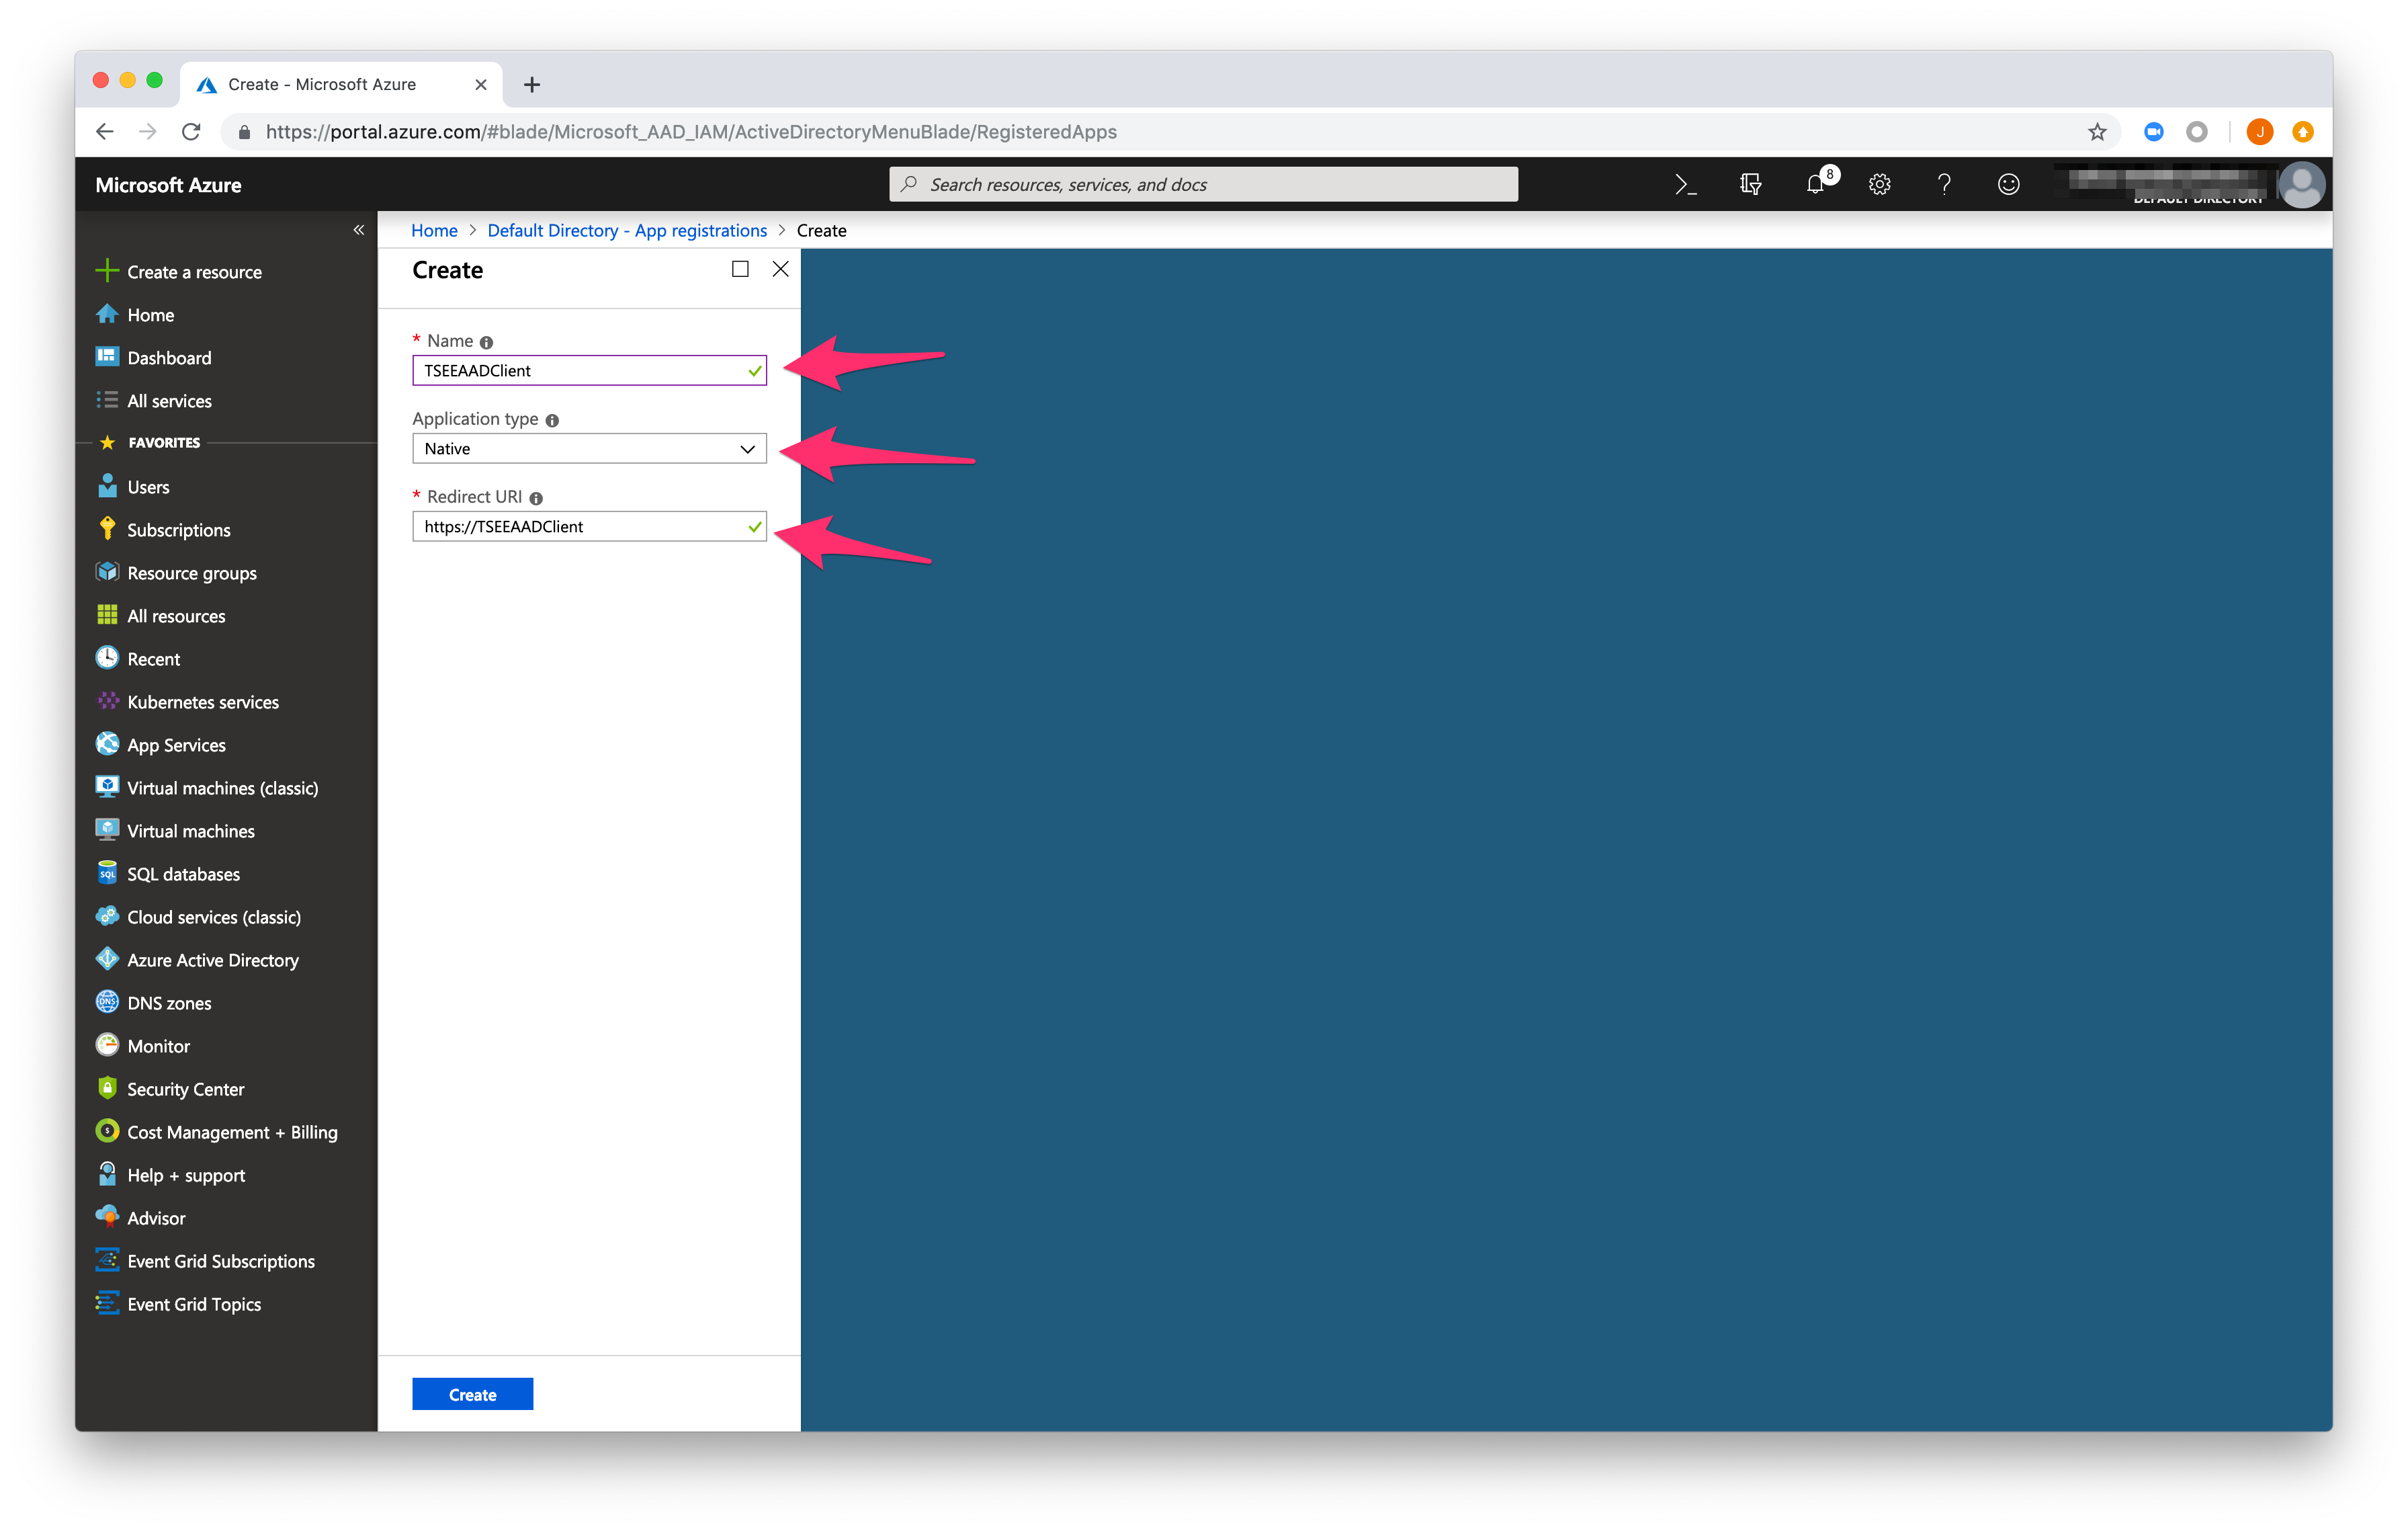 Create - Microsoft Azure
https://portal.azure.com/#blade/Microsoft_AAD_IAM/ActiveDirectoryMenuBlade/RegisteredApps
J
Microsoft Azure
Search resources, services, and docs
8
DEFAULT DIRECTORY
Home > Default Directory - App registrations > Create
Create
* Name
TSEEAADClient
Application type
Native
* Redirect URI
https://TSEEAADClient
Create
Create a resource
Home
Dashboard
All services
FAVORITES
Users
Subscriptions
Resource groups
All resources
Recent
Kubernetes services
App Services
Virtual machines (classic)
Virtual machines
SQL databases
Cloud services (classic)
Azure Active Directory
DNS zones
Monitor
Security Center
Cost Management + Billing
Help + support
Advisor
Event Grid Subscriptions
Event Grid Topics